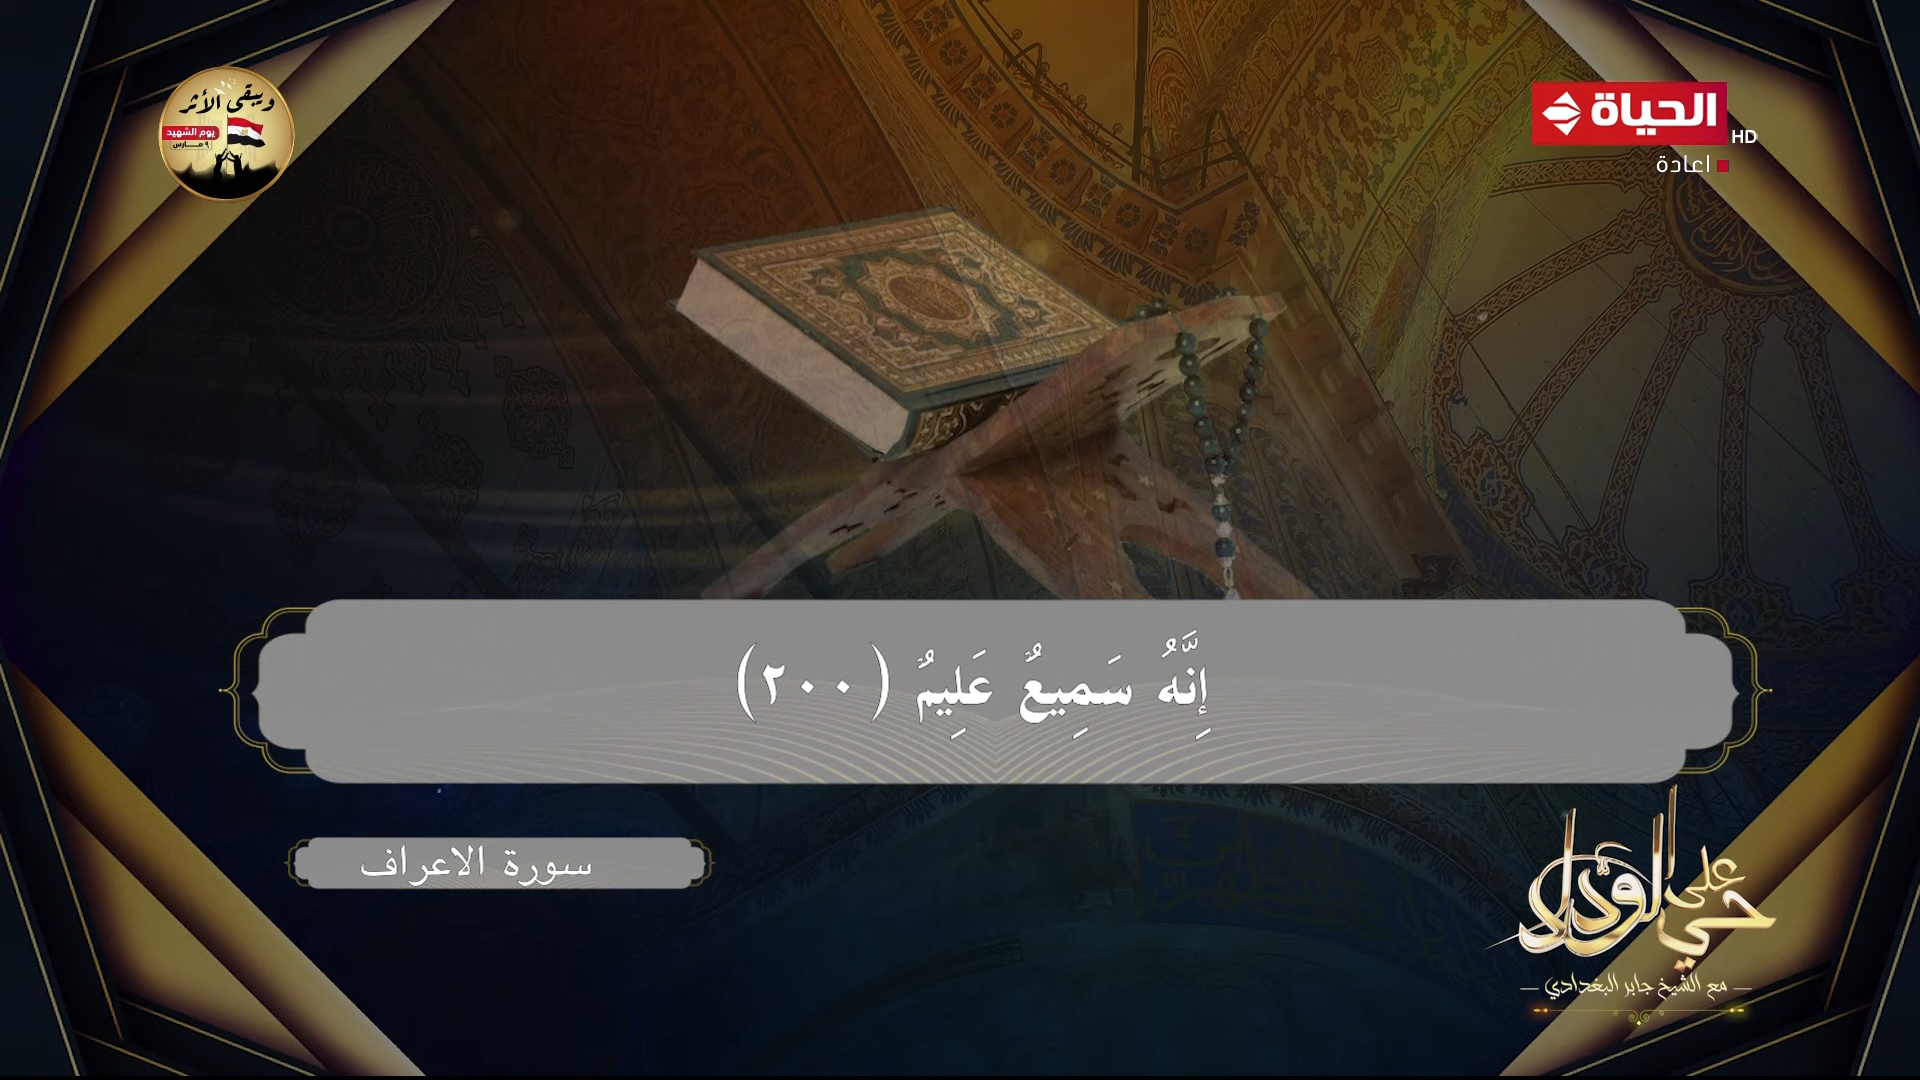 ويبقى الأثر
يوم الشهيد
٩ مارس
الحياة
HD
اعادة
إِنَّهُ سَمِيعٌ عَلِيمٌ (٢٠٠)
سورة الاعراف
حي على الوداد
مع الشيخ جابر البغدادي